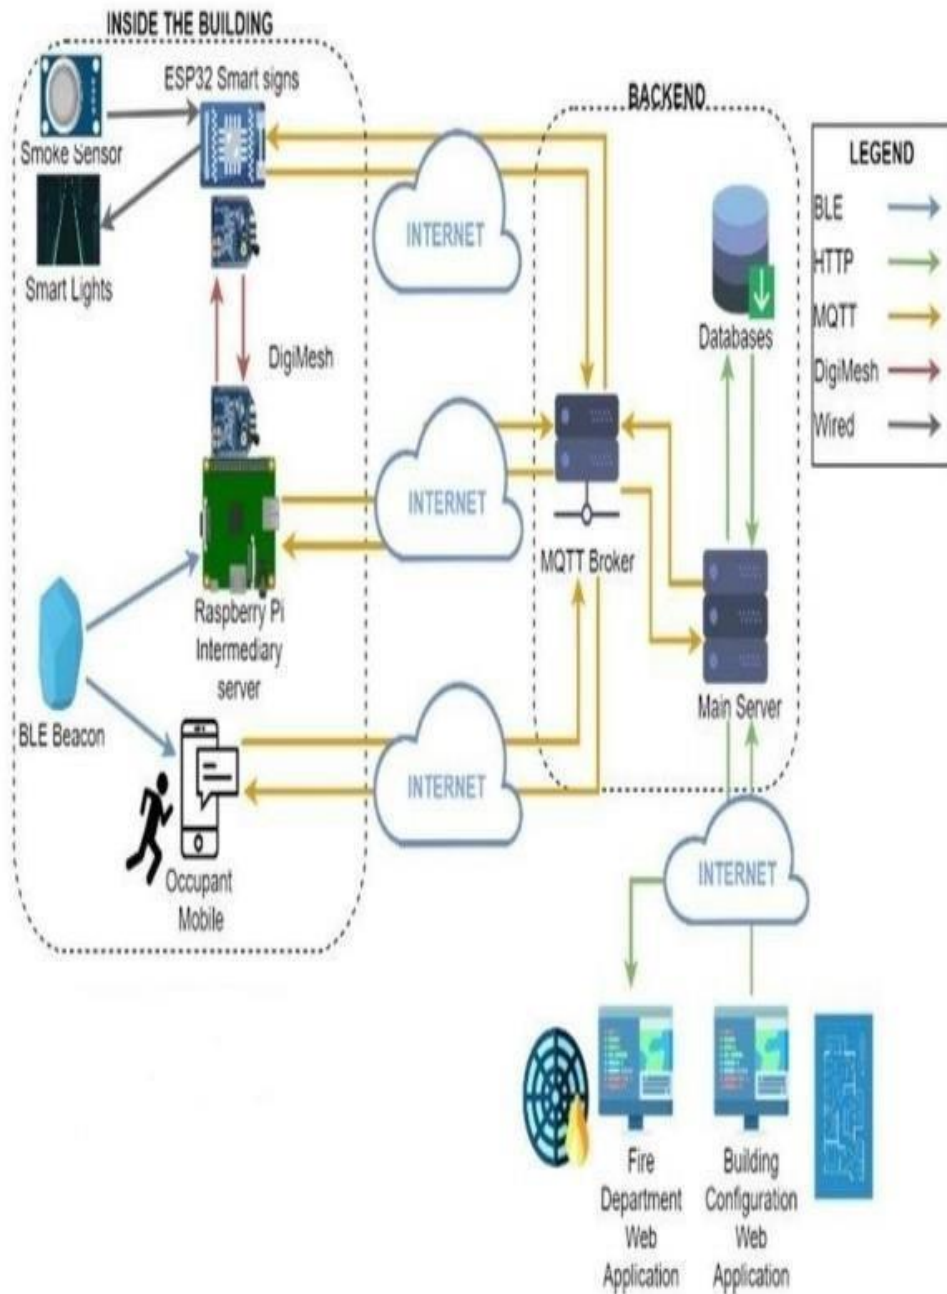 INSIDE THE BUILDING
ESP32 Smart signs
Smoke Sensor
Smart Lights
DigiMesh
Raspberry Pi
Intermediary
server
BLE Beacon
Occupant
Mobile
INTERNET
INTERNET
INTERNET
BACKEND
Databases
MQTT Broker
Main Server
INTERNET
Fire
Department
Web
Application
Building
Configuration
Web
Application
LEGEND
BLE
HTTP
MQTT
DigiMesh
Wired